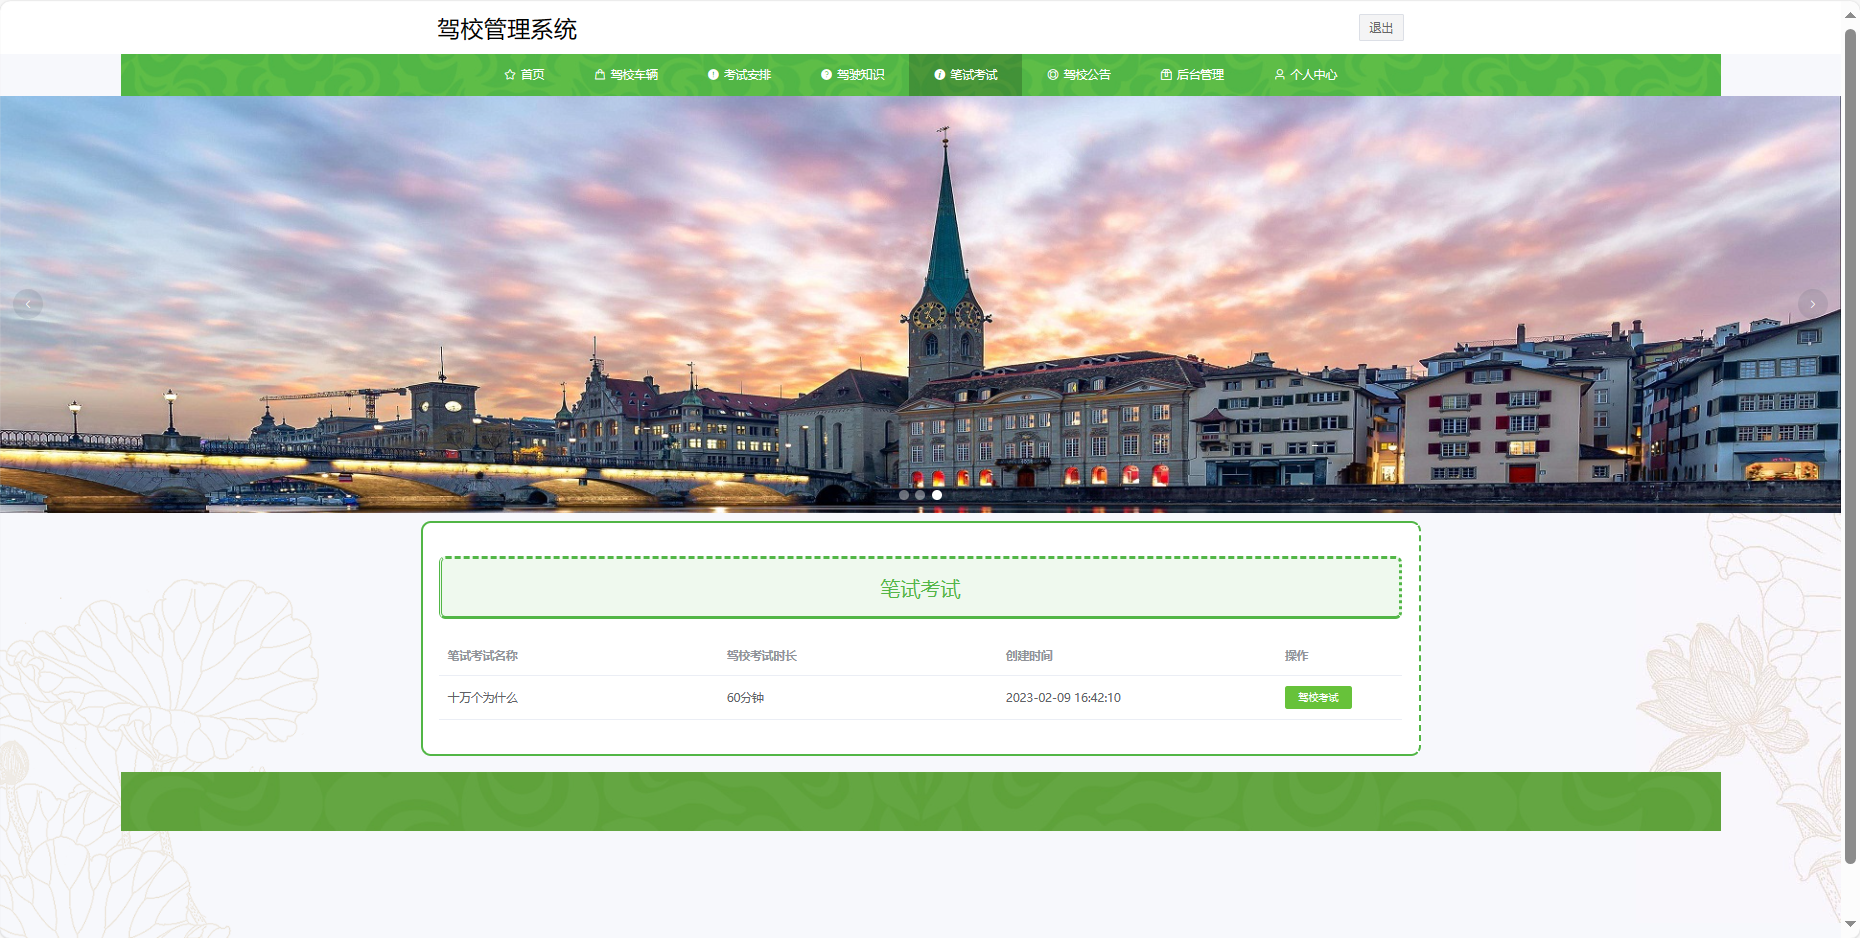 驾校管理系统
退出
首页 驾校车辆 考试安排 驾驶知识 笔试考试 驾校公告 后台管理 个人中心
笔试考试
笔试考试名称 驾校考试时长 创建时间 操作
十万个为什么 60分钟 2023-02-09 16:42:10 驾校考试